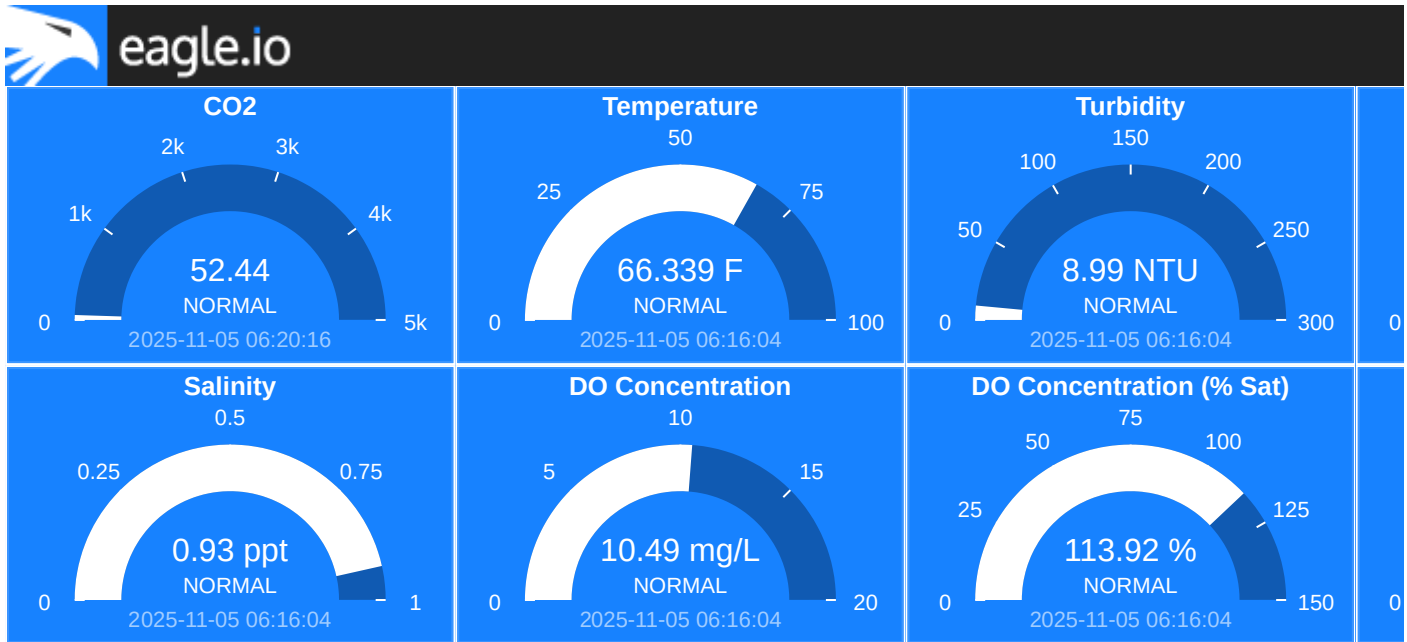 eagle.io
CO2
2k
3k
1k
4k
52.44
NORMAL
0
5k
2025-11-05 06:20:16
Temperature
50
25
75
66.339 F
NORMAL
0
100
2025-11-05 06:16:04
Turbidity
150
100
200
50
250
8.99 NTU
NORMAL
0
300
2025-11-05 06:16:04
0
Salinity
0.5
0.25
0.75
0.93 ppt
NORMAL
0
1
2025-11-05 06:16:04
DO Concentration
10
5
15
10.49 mg/L
NORMAL
0
20
2025-11-05 06:16:04
DO Concentration (% Sat)
75
50
100
25
125
113.92 %
NORMAL
0
150
2025-11-05 06:16:04
0